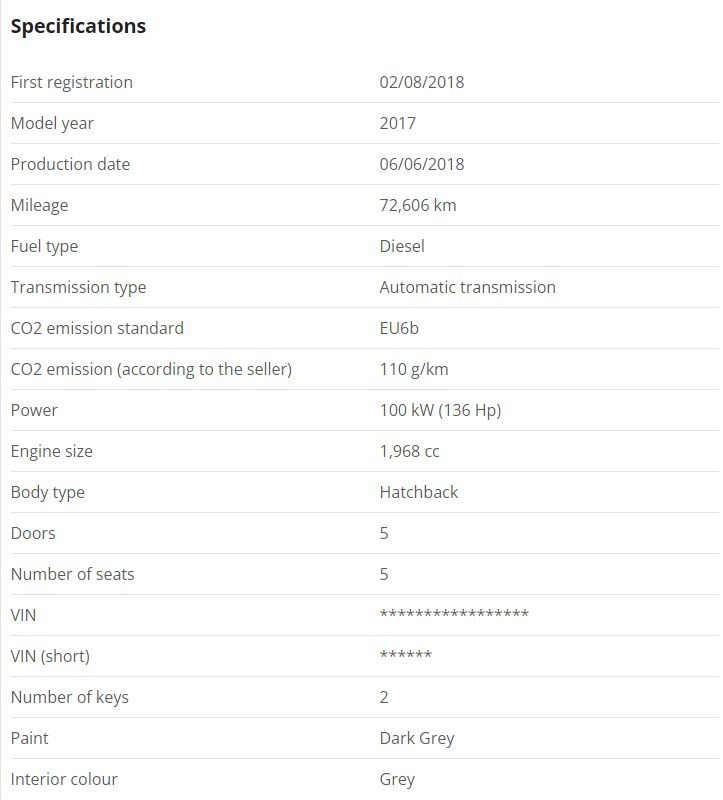 Specifications
First registration 02/08/2018
Model year 2017
Production date 06/06/2018
Mileage 72,606 km
Fuel type Diesel
Transmission type Automatic transmission
CO2 emission standard EU6b
CO2 emission (according to the seller) 110 g/km
Power 100 kW (136 Hp)
Engine size 1,968 cc
Body type Hatchback
Doors 5
Number of seats 5
VIN *****************
VIN (short) ******
Number of keys 2
Paint Dark Grey
Interior colour Grey